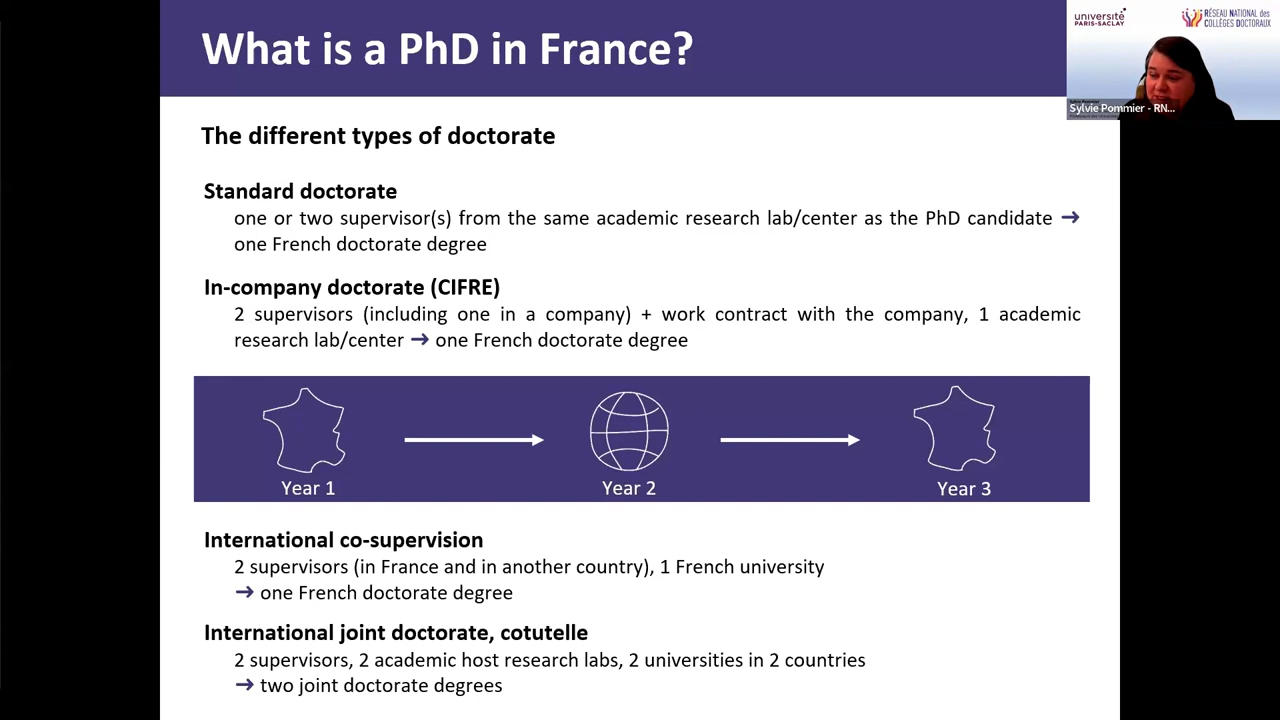 What is a PhD in France?
université
PARIS-SACLAY
RÉSEAU NATIONAL des
COLLÈGES DOCTORAUX
Sylvie Pommier - RN...
The different types of doctorate
Standard doctorate
one or two supervisor(s) from the same academic research lab/center as the PhD candidate ➔
one French doctorate degree
In-company doctorate (CIFRE)
2 supervisors (including one in a company) + work contract with the company, 1 academic
research lab/center ➔ one French doctorate degree
Year 1
Year 2
Year 3
International co-supervision
2 supervisors (in France and in another country), 1 French university
➔ one French doctorate degree
International joint doctorate, cotutelle
2 supervisors, 2 academic host research labs, 2 universities in 2 countries
➔ two joint doctorate degrees